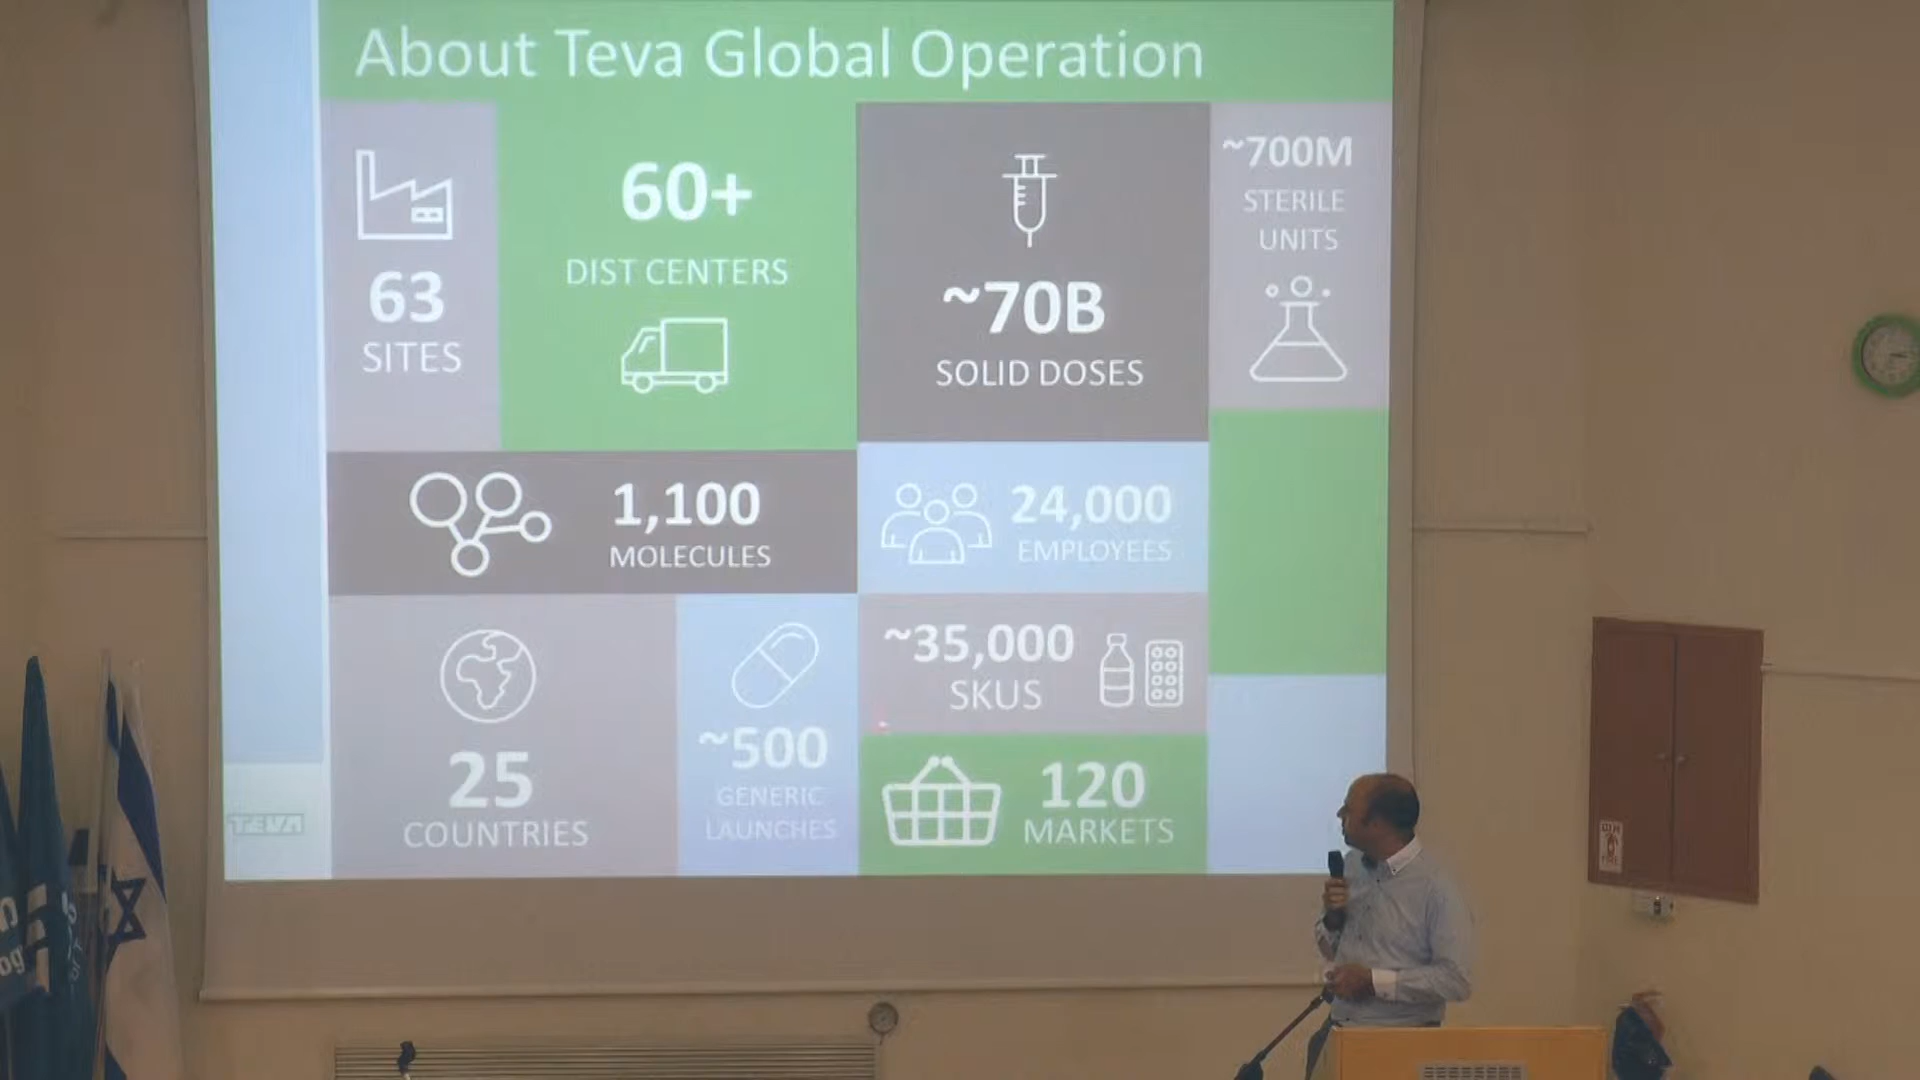 About Teva Global Operation
63
SITES
60+
DIST CENTERS
~70B
SOLID DOSES
~700M
STERILE
UNITS
1,100
MOLECULES
24,000
EMPLOYEES
25
COUNTRIES
~500
GENERIC
LAUNCHES
~35,000
SKUS
120
MARKETS
TEVA